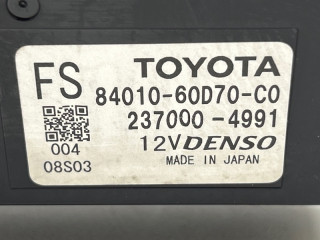 FS TOYOTA
84010-60D70-C0
237000-4991
004 12V DENSO
08S03 MADE IN JAPAN